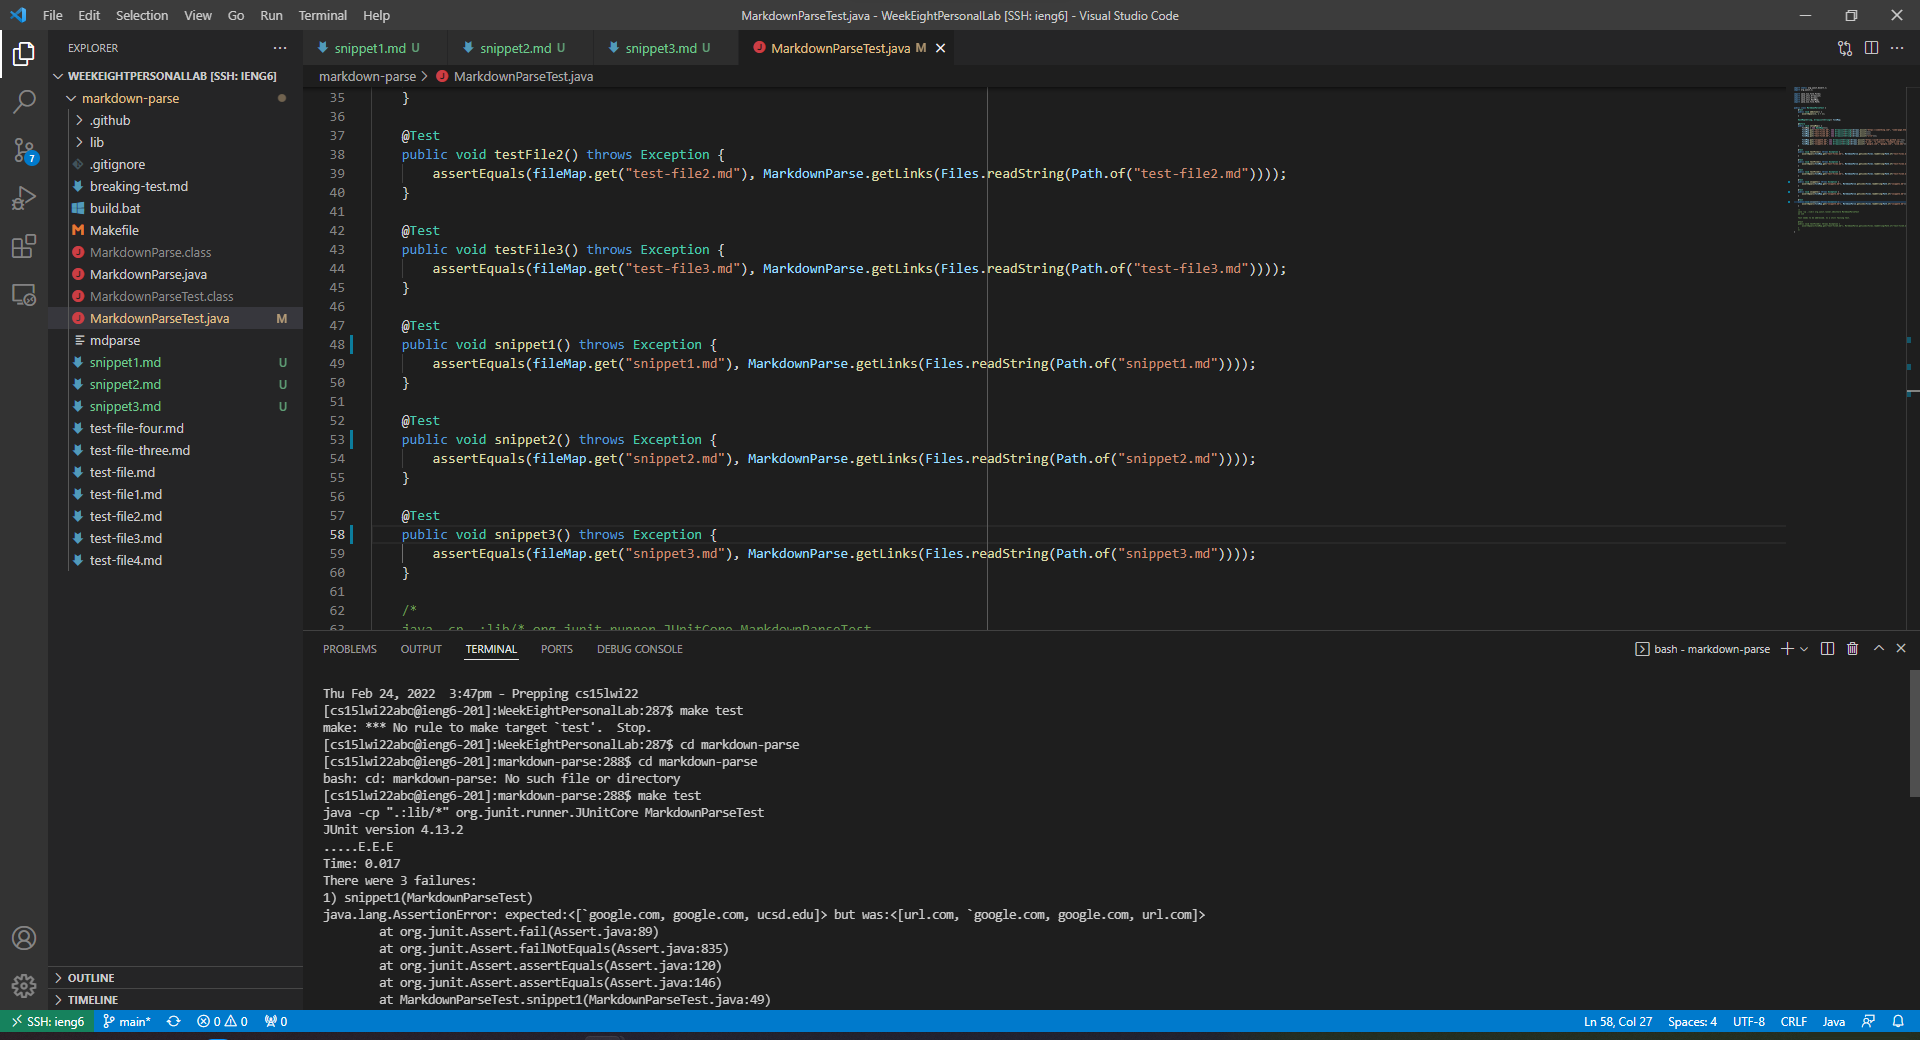 File Edit Selection View Go Run Terminal Help
MarkdownParseTest.java - WeekEightPersonalLab [SSH: ieng6] - Visual Studio Code
EXPLORER
WEEKEIGHTPERSONALLAB [SSH: IENG6]
markdown-parse
.github
lib
.gitignore
breaking-test.md
build.bat
Makefile
MarkdownParse.class
MarkdownParse.java
MarkdownParseTest.class
MarkdownParseTest.java M
mdparse
snippet1.md U
snippet2.md U
snippet3.md U
test-file-four.md
test-file-three.md
test-file.md
test-file1.md
test-file2.md
test-file3.md
test-file4.md
OUTLINE
TIMELINE
7
snippet1.md U snippet2.md U snippet3.md U MarkdownParseTest.java M
markdown-parse > MarkdownParseTest.java
35 }
36
37 @Test
38 public void testFile2() throws Exception {
39 assertEquals(fileMap.get("test-file2.md"), MarkdownParse.getLinks(Files.readString(Path.of("test-file2.md"))));
40 }
41
42 @Test
43 public void testFile3() throws Exception {
44 assertEquals(fileMap.get("test-file3.md"), MarkdownParse.getLinks(Files.readString(Path.of("test-file3.md"))));
45 }
46
47 @Test
48 public void snippet1() throws Exception {
49 assertEquals(fileMap.get("snippet1.md"), MarkdownParse.getLinks(Files.readString(Path.of("snippet1.md"))));
50 }
51
52 @Test
53 public void snippet2() throws Exception {
54 assertEquals(fileMap.get("snippet2.md"), MarkdownParse.getLinks(Files.readString(Path.of("snippet2.md"))));
55 }
56
57 @Test
58 public void snippet3() throws Exception {
59 assertEquals(fileMap.get("snippet3.md"), MarkdownParse.getLinks(Files.readString(Path.of("snippet3.md"))));
60 }
61
62 /*
63 java -cp .:lib/* org.junit.runner.JUnitCore MarkdownParseTest
PROBLEMS OUTPUT TERMINAL PORTS DEBUG CONSOLE
bash - markdown-parse
Thu Feb 24, 2022  3:47pm - Prepping cs15lwi22
[cs15lwi22abc@ieng6-201]:WeekEightPersonalLab:287$ make test
make: *** No rule to make target `test'.  Stop.
[cs15lwi22abc@ieng6-201]:WeekEightPersonalLab:287$ cd markdown-parse
[cs15lwi22abc@ieng6-201]:markdown-parse:288$ cd markdown-parse
bash: cd: markdown-parse: No such file or directory
[cs15lwi22abc@ieng6-201]:markdown-parse:288$ make test
java -cp ".:lib/*" org.junit.runner.JUnitCore MarkdownParseTest
JUnit version 4.13.2
.....E.E.E
Time: 0.017
There were 3 failures:
1) snippet1(MarkdownParseTest)
java.lang.AssertionError: expected:<[`google.com, google.com, ucsd.edu]> but was:<[url.com, `google.com, google.com, url.com]>
at org.junit.Assert.fail(Assert.java:89)
at org.junit.Assert.failNotEquals(Assert.java:835)
at org.junit.Assert.assertEquals(Assert.java:120)
at org.junit.Assert.assertEquals(Assert.java:146)
at MarkdownParseTest.snippet1(MarkdownParseTest.java:49)
SSH: ieng6 main* 0 0 0
Ln 58, Col 27 Spaces: 4 UTF-8 CRLF Java